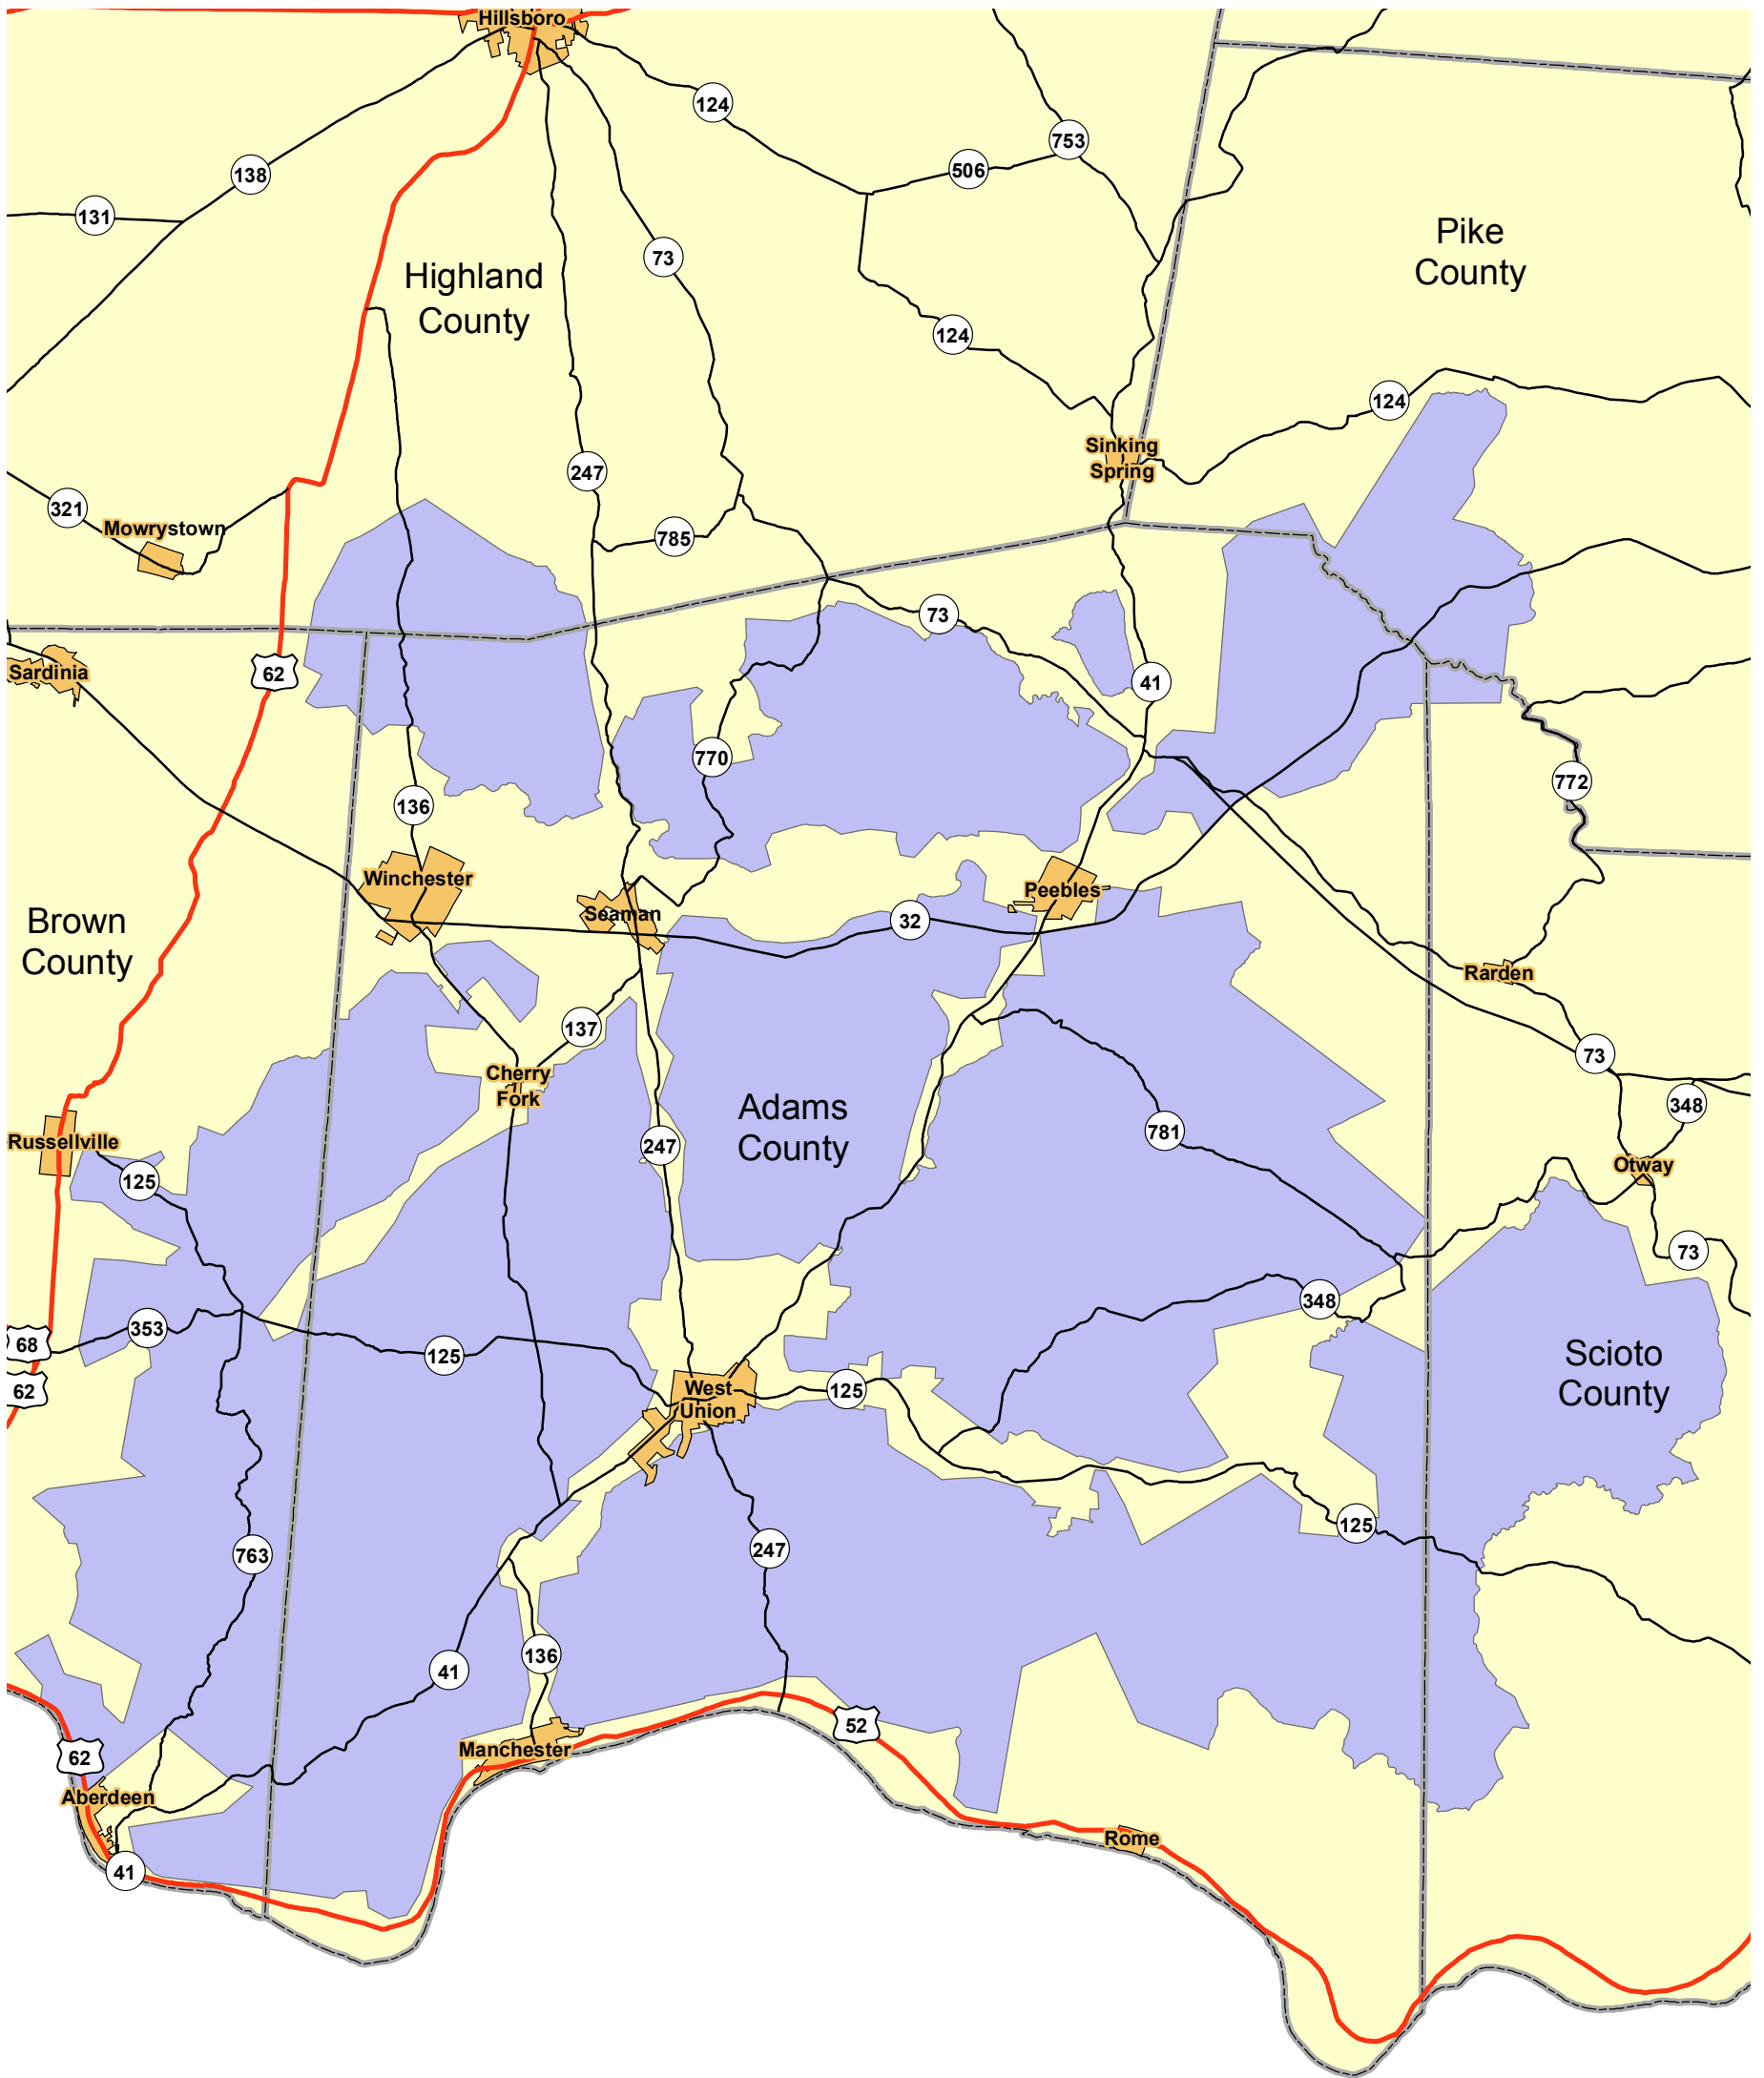 Hillsboro
124
753
506
138
131
Pike
County
73
Highland
County
124
124
Sinking
Spring
247
321
Mowrystown
785
73
Sardinia
62
41
770
772
136
Winchester
Peebles
Seaman
32
Brown
County
Rarden
137
73
Cherry
Fork
348
Adams
County
781
Russellville
247
Otway
125
73
348
353
68
125
Scioto
County
62
West
Union
125
125
763
247
136
41
52
Manchester
62
Aberdeen
Rome
41